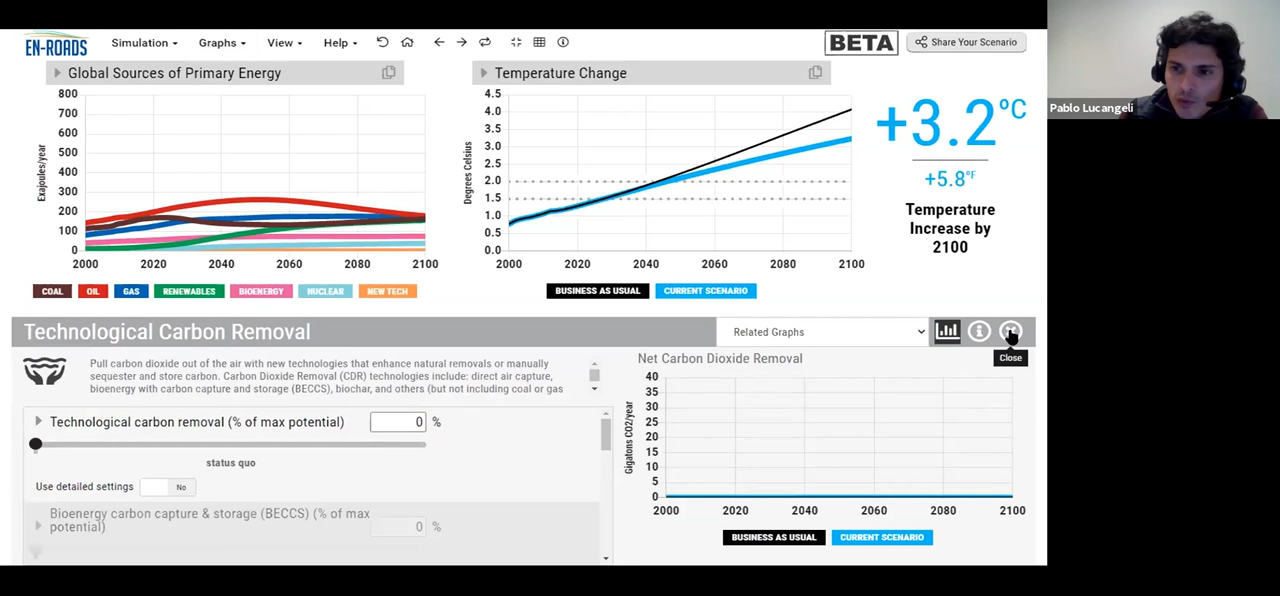 EN-ROADS
Simulation
Graphs
View
Help
BETA
Share Your Scenario
Pablo Lucangeli
Global Sources of Primary Energy
800
700
600
500
400
300
200
100
0
Exajoules/year
2000 2020 2040 2060 2080 2100
COAL OIL GAS RENEWABLES BIOENERGY NUCLEAR NEW TECH
Temperature Change
4.5
4.0
3.5
3.0
2.5
2.0
1.5
1.0
0.5
0.0
Degrees Celsius
2000 2020 2040 2060 2080 2100
BUSINESS AS USUAL CURRENT SCENARIO
+3.2°C
+5.8°F
Temperature
Increase by
2100
Technological Carbon Removal
Related Graphs
Close
Pull carbon dioxide out of the air with new technologies that enhance natural removals or manually
sequester and store carbon. Carbon Dioxide Removal (CDR) technologies include: direct air capture,
bioenergy with carbon capture and storage (BECCS), biochar, and others (but not including coal or gas
Technological carbon removal (% of max potential) 0 %
status quo
Use detailed settings No
Bioenergy carbon capture & storage (BECCS) (% of max
potential) 0 %
Net Carbon Dioxide Removal
40
35
30
25
20
15
10
5
0
Gigatons CO2/year
2000 2020 2040 2060 2080 2100
BUSINESS AS USUAL CURRENT SCENARIO